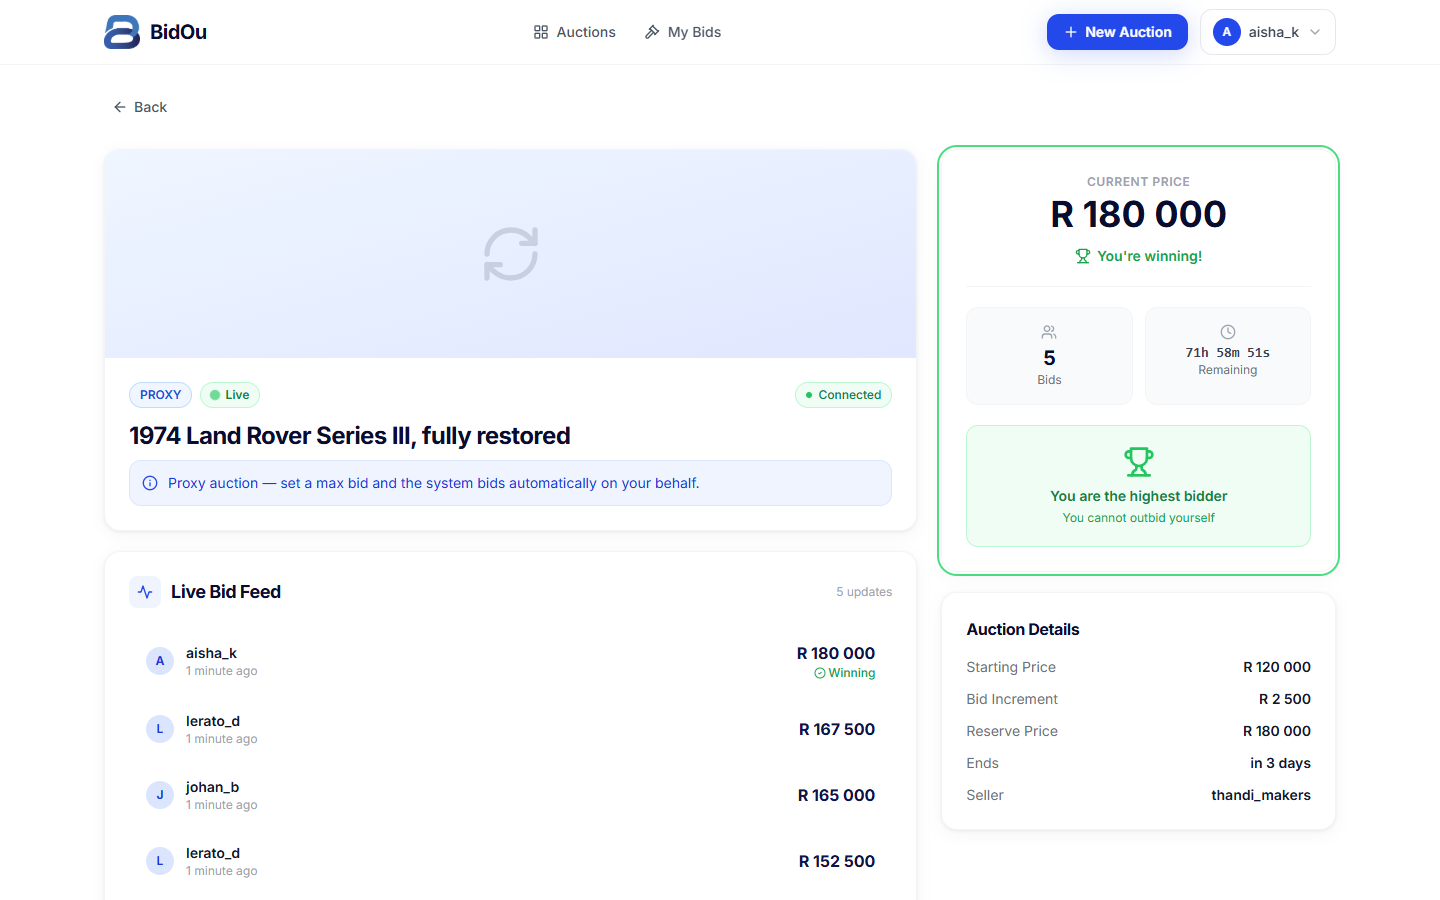 BidOu
Auctions
My Bids
New Auction
A
aisha_k
Back
PROXY
Live
Connected
1974 Land Rover Series III, fully restored
Proxy auction — set a max bid and the system bids automatically on your behalf.
Live Bid Feed
5 updates
A
aisha_k
1 minute ago
R 180 000
Winning
L
lerato_d
1 minute ago
R 167 500
J
johan_b
1 minute ago
R 165 000
L
lerato_d
1 minute ago
R 152 500
CURRENT PRICE
R 180 000
You're winning!
5
Bids
71h 58m 51s
Remaining
You are the highest bidder
You cannot outbid yourself
Auction Details
Starting Price R 120 000
Bid Increment R 2 500
Reserve Price R 180 000
Ends in 3 days
Seller thandi_makers